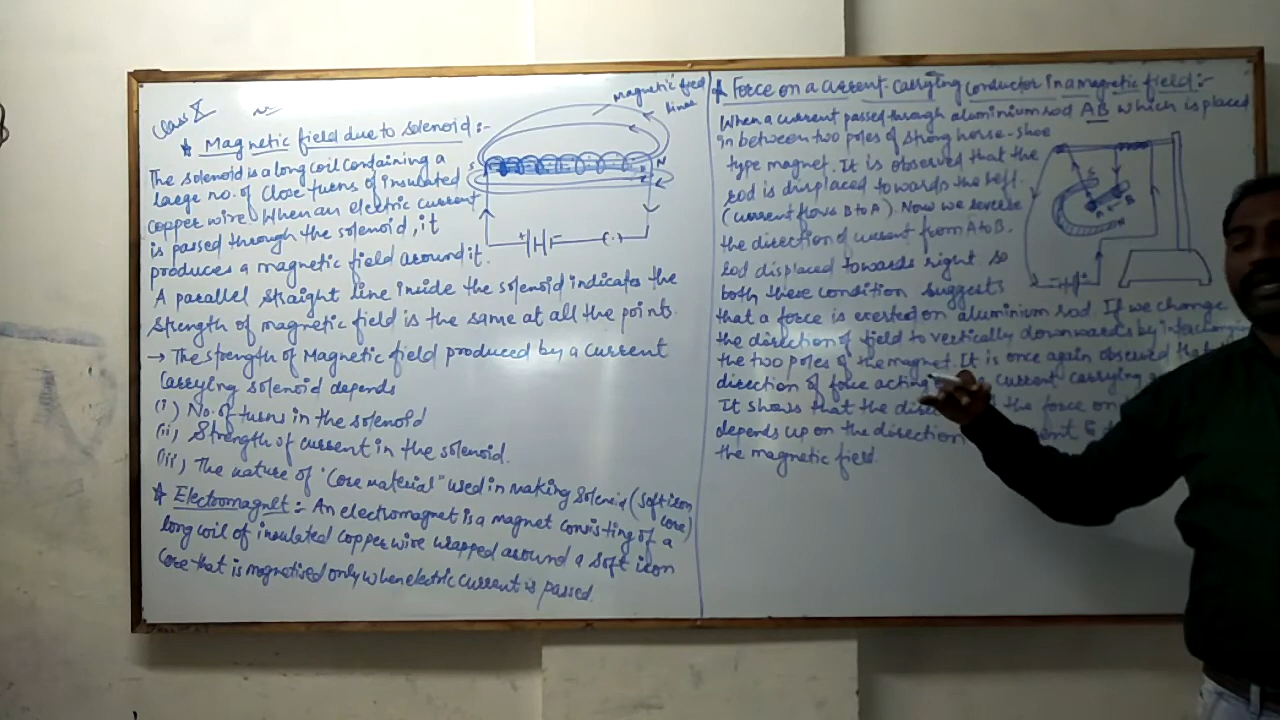 Class X
* Magnetic field due to solenoid :-
The solenoid is a long coil containing a
large no. of close turns of insulated
copper wire. When an electric current
is passed through the solenoid, it
produces a magnetic field around it.
A parallel straight line inside the solenoid indicates the
strength of magnetic field is the same at all the points.
→ The strength of Magnetic field produced by a current
carrying solenoid depends
(i) No. of turns in the solenoid
(ii) Strength of current in the solenoid.
(iii) The nature of "Core material" used in making solenoid (soft iron
core)
* Electromagnet :- An electromagnet is a magnet consisting of a
long coil of insulated copper wire wrapped around a soft iron
core that is magnetised only when electric current is passed.
magnetic field
lines
S N
+ -
(.)
* Force on a current-carrying conductor in a magnetic field :-
When a current passed through aluminium rod AB which is placed
in between two poles of strong horse-shoe
type magnet. It is observed that the
rod is displaced towards the left
(current flows B to A). Now we reverse
the direction of current from A to B,
rod displaced towards right so
both these condition suggests
that a force is exerted on aluminium rod. If we change
the direction of field to vertically downwards by interchanging
the two poles of the magnet. It is once again observed that
direction of force acting current carrying
It shows that the the force on
depends up on the direction
the magnetic field.
S
A B
N